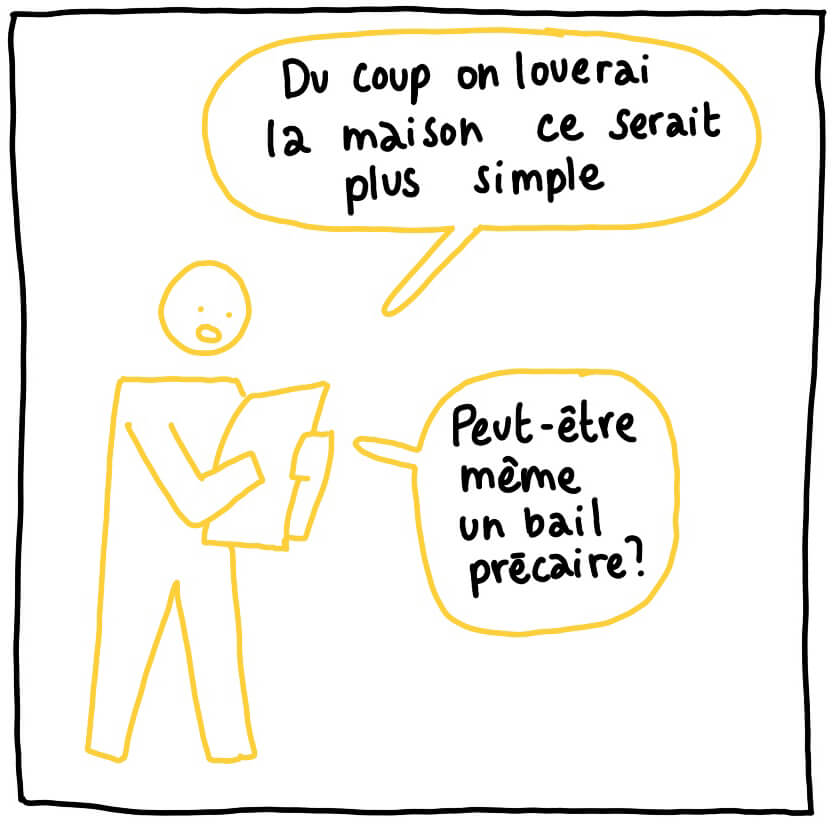 Du coup on louerai
la maison ce serait
plus simple
Peut-être
même
un bail
précaire?